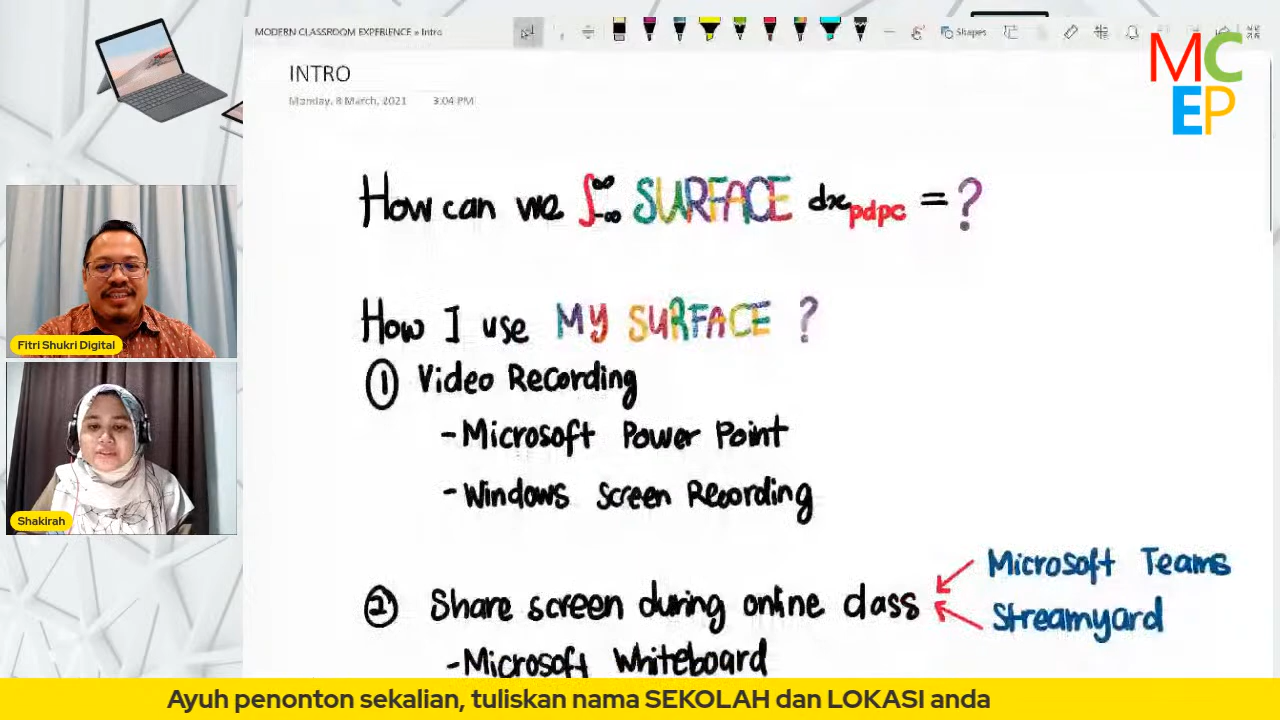 MODERN CLASSROOM EXPERIENCE » Intro
Shapes
INTRO
Monday, 8 March, 2021 3:04 PM
MC
EP
How can we ∫-∞∞ SURFACE dx pdpc = ?
How I use MY SURFACE ?
① Video Recording
- Microsoft Power Point
- Windows Screen Recording
② Share screen during online class
Microsoft Teams
Streamyard
- Microsoft Whiteboard
Fitri Shukri Digital
Shakirah
Ayuh penonton sekalian, tuliskan nama SEKOLAH dan LOKASI anda